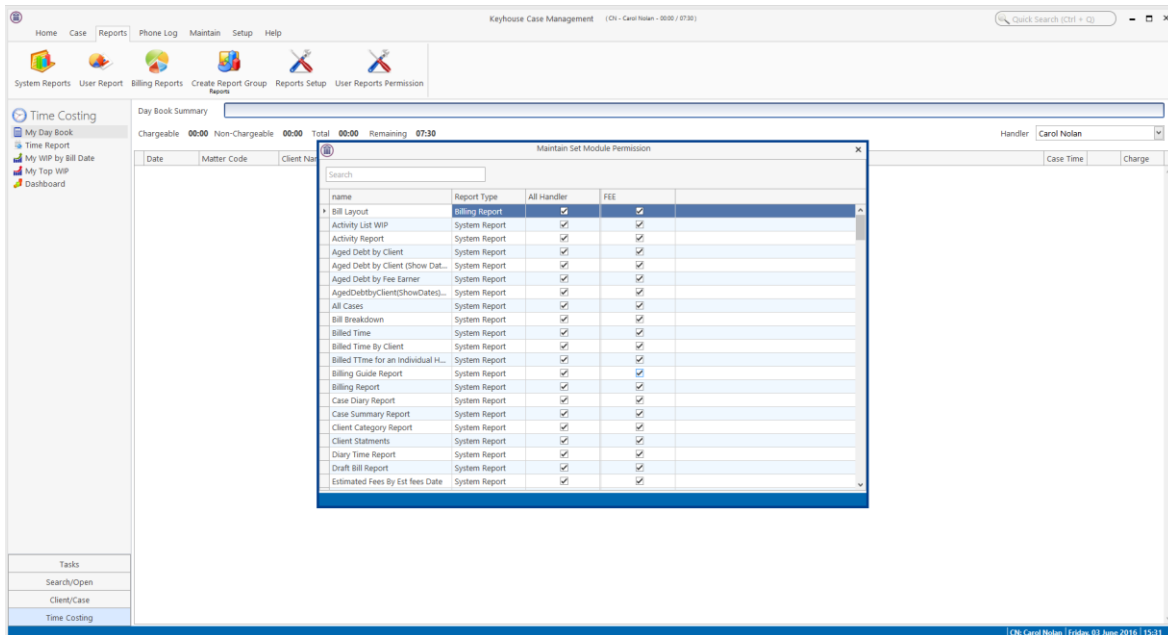 Keyhouse Case Management (CN - Carol Nolan - 00:00 / 07:30)
Quick Search (Ctrl + Q)
Home Case Reports Phone Log Maintain Setup Help
System Reports User Report Billing Reports Create Report Group Reports Setup User Reports Permission
Reports
Time Costing
My Day Book
Time Report
My WIP by Bill Date
My Top WIP
Dashboard
Day Book Summary
Chargeable 00:00 Non-Chargeable 00:00 Total 00:00 Remaining 07:30 Handler Carol Nolan
Date Matter Code Client Nam Case Time Charge
Maintain Set Module Permission
Search
name Report Type All Handler FEE
Bill Layout Billing Report
Activity List WIP System Report
Activity Report System Report
Aged Debt by Client System Report
Aged Debt by Client (Show Dat... System Report
Aged Debt by Fee Earner System Report
AgedDebtbyClient(ShowDates)... System Report
All Cases System Report
Bill Breakdown System Report
Billed Time System Report
Billed Time By Client System Report
Billed TTme for an Individual H... System Report
Billing Guide Report System Report
Billing Report System Report
Case Diary Report System Report
Case Summary Report System Report
Client Category Report System Report
Client Statments System Report
Diary Time Report System Report
Draft Bill Report System Report
Estimated Fees By Est fees Date System Report
Tasks
Search/Open
Client/Case
Time Costing
CN: Carol Nolan Friday, 03 June 2016 15:31